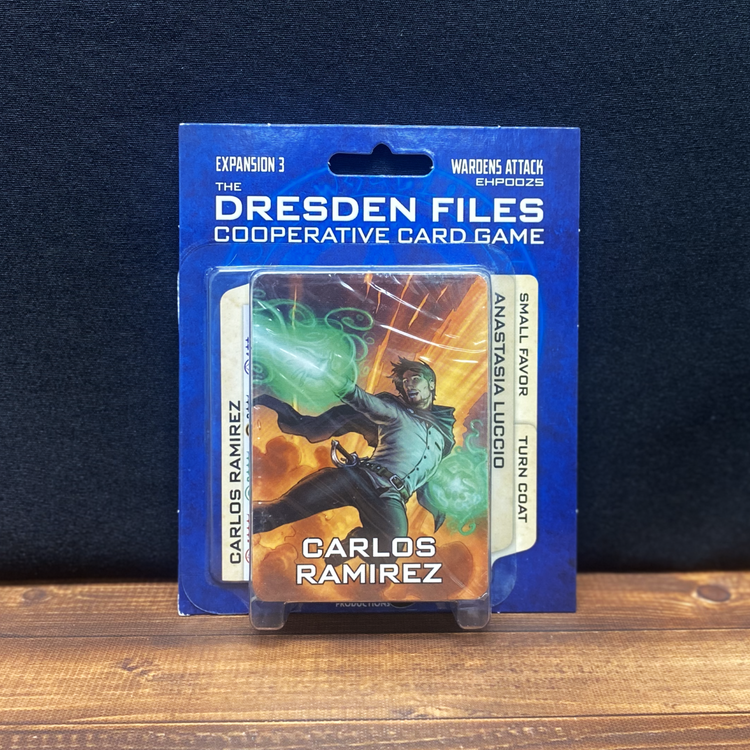 EXPANSION 3
WARDENS ATTACK
EHP0025
THE
DRESDEN FILES
COOPERATIVE CARD GAME
CARLOS RAMIREZ
ANASTASIA LUCCIO
SMALL FAVOR
TURN COAT
CARLOS
RAMIREZ
PRODUCTIONS